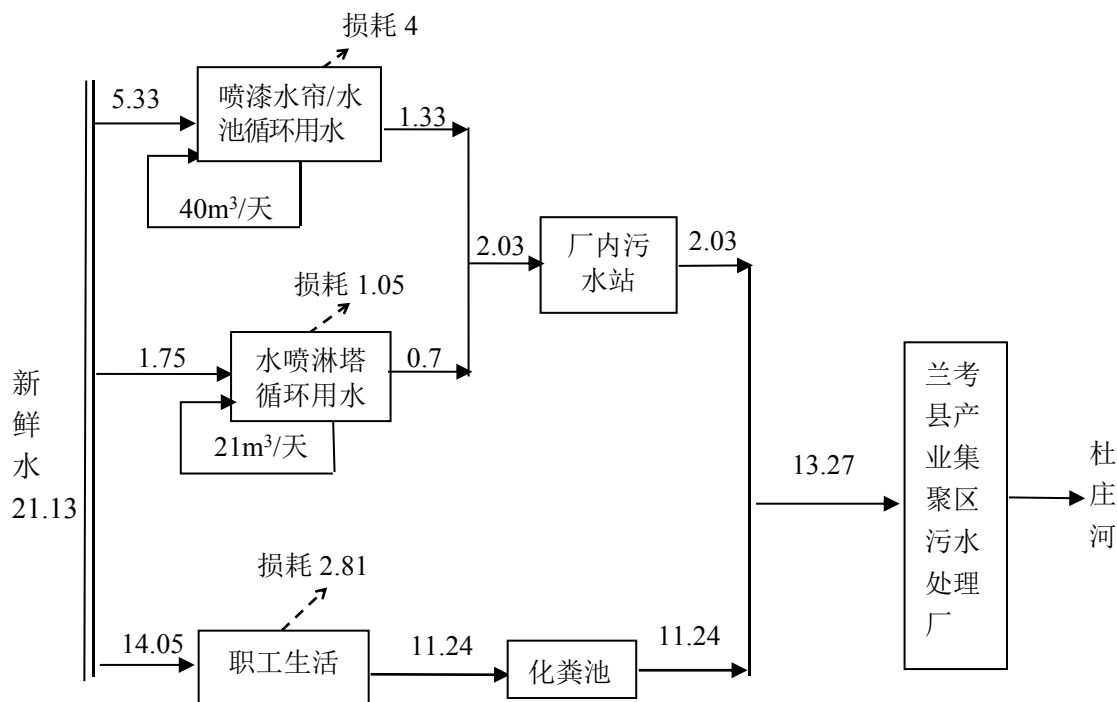 损耗 4
5.33
喷漆水帘/水
池循环用水
1.33
40m³/天
2.03
厂内污
水站
2.03
损耗 1.05
1.75
水喷淋塔
循环用水
0.7
21m³/天
新
鲜
水
21.13
13.27
兰考
县产
业集
聚区
污水
处理
厂
杜
庄
河
损耗 2.81
14.05
职工生活
11.24
化粪池
11.24